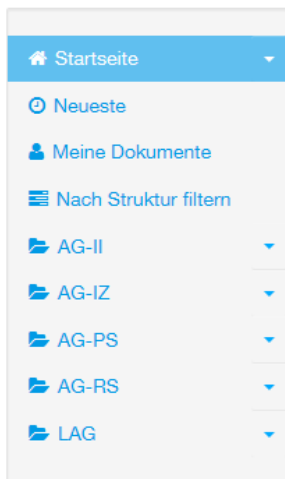 Startseite
Neueste
Meine Dokumente
Nach Struktur filtern
AG-II
AG-IZ
AG-PS
AG-RS
LAG